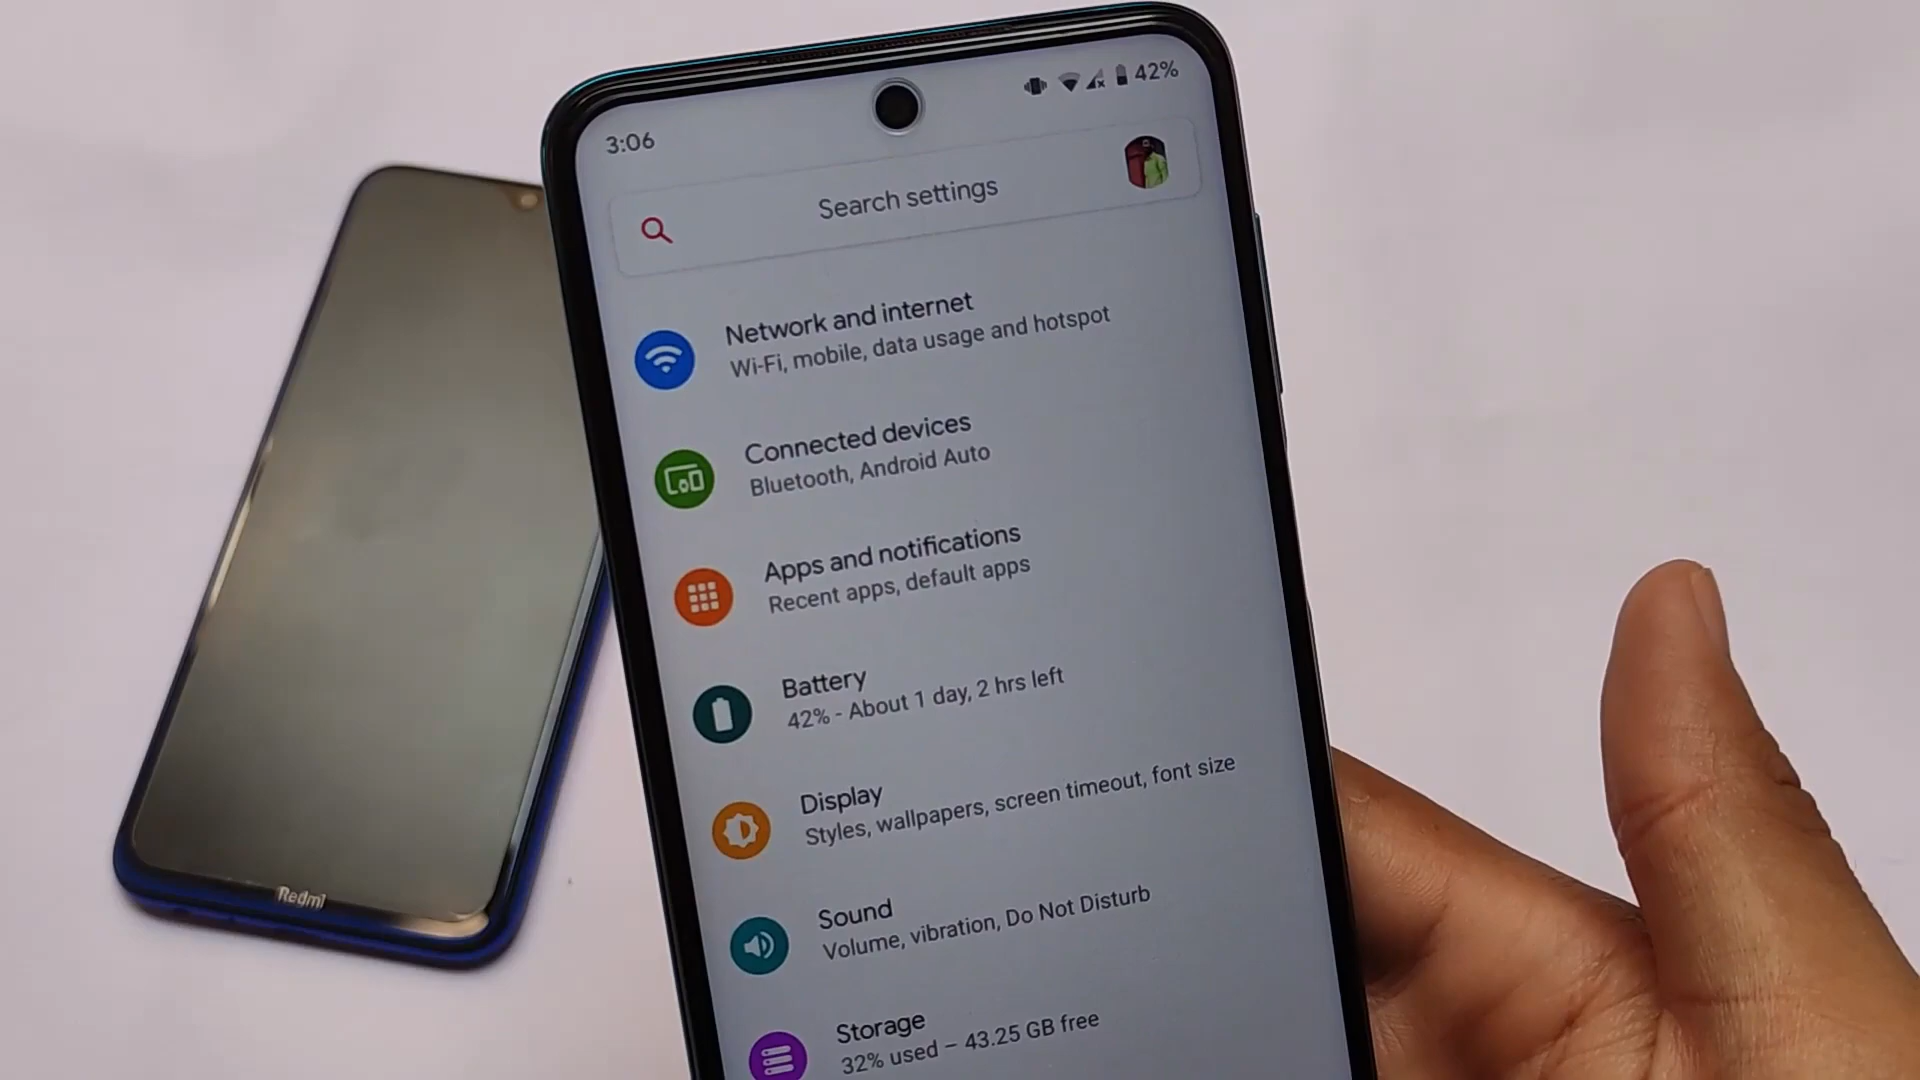 3:06
42%
Search settings
Network and internet
Wi-Fi, mobile, data usage and hotspot
Connected devices
Bluetooth, Android Auto
Apps and notifications
Recent apps, default apps
Battery
42% - About 1 day, 2 hrs left
Display
Styles, wallpapers, screen timeout, font size
Sound
Volume, vibration, Do Not Disturb
Storage
32% used – 43.25 GB free
Redmi